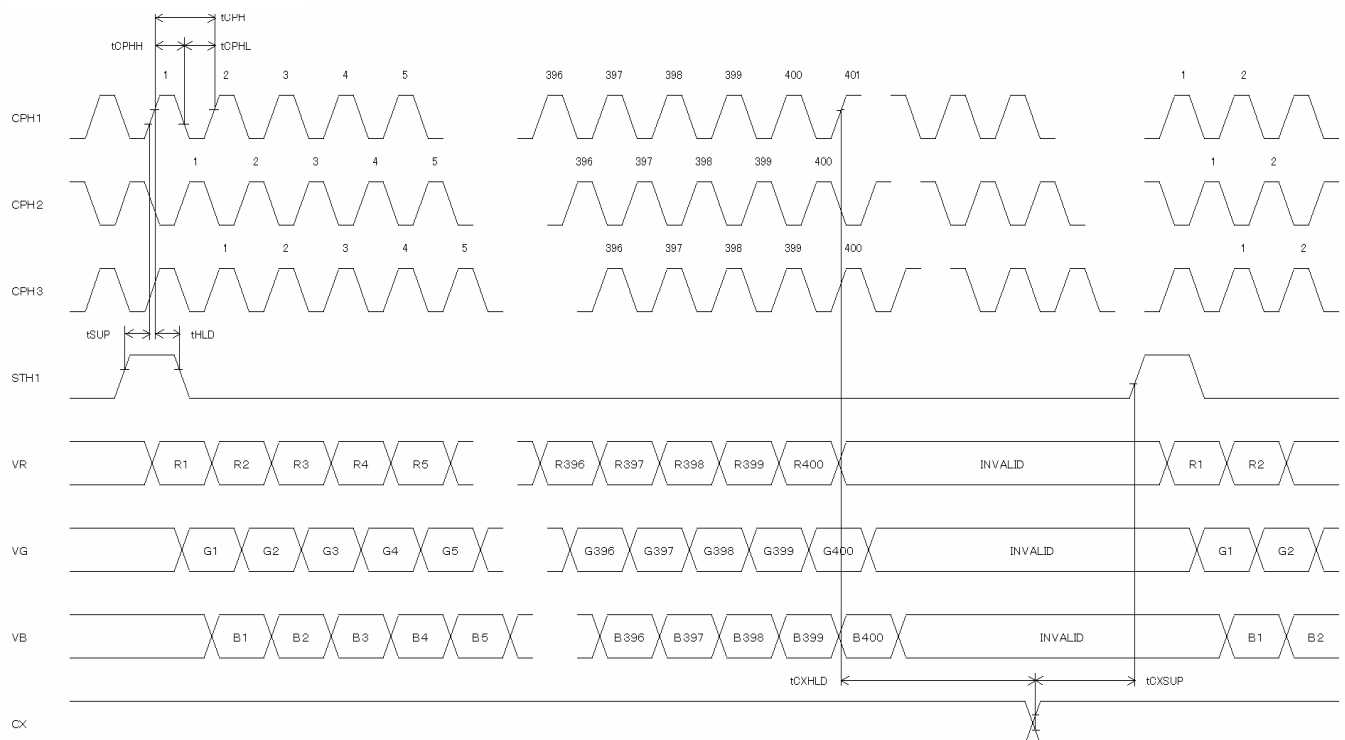 tCPH
tCPHH tCPHL
1 2 3 4 5 396 397 398 399 400 401 1 2
CPH1
1 2 3 4 5 396 397 398 399 400 1 2
CPH2
1 2 3 4 5 396 397 398 399 400 1 2
CPH3
tSUP tHLD
STH1
VR R1 R2 R3 R4 R5 R396 R397 R398 R399 R400 INVALID R1 R2
VG G1 G2 G3 G4 G5 G396 G397 G398 G399 G400 INVALID G1 G2
VB B1 B2 B3 B4 B5 B396 B397 B398 B399 B400 INVALID B1 B2
tCXHLD tCXSUP
CX